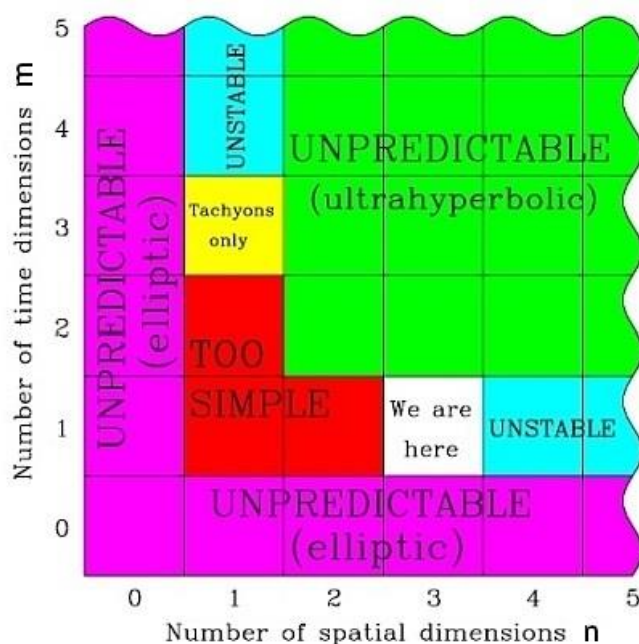 5
4
3
2
1
0
Number of time dimensions m
UNPREDICTABLE
(elliptic)
UNSTABLE
UNPREDICTABLE
(ultrahyperbolic)
Tachyons
only
TOO
SIMPLE
We are
here
UNSTABLE
UNPREDICTABLE
(elliptic)
0 1 2 3 4 5
Number of spatial dimensions n